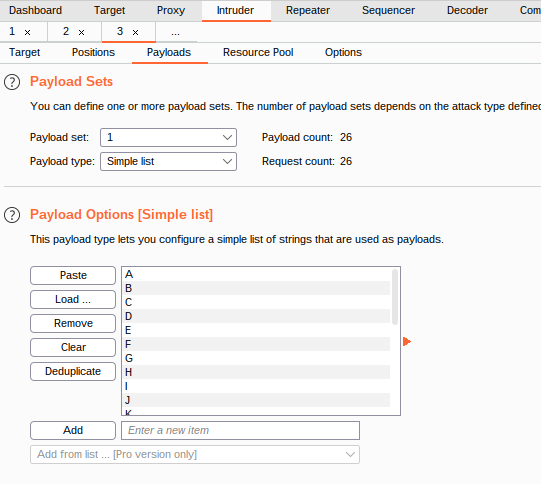 Dashboard Target Proxy Intruder Repeater Sequencer Decoder Com
1 × 2 × 3 × ...
Target Positions Payloads Resource Pool Options
? Payload Sets
You can define one or more payload sets. The number of payload sets depends on the attack type defined
Payload set: 1 Payload count: 26
Payload type: Simple list Request count: 26
? Payload Options [Simple list]
This payload type lets you configure a simple list of strings that are used as payloads.
Paste
Load ...
Remove
Clear
Deduplicate
A
B
C
D
E
F
G
H
I
J
K
Add Enter a new item
Add from list ... [Pro version only]